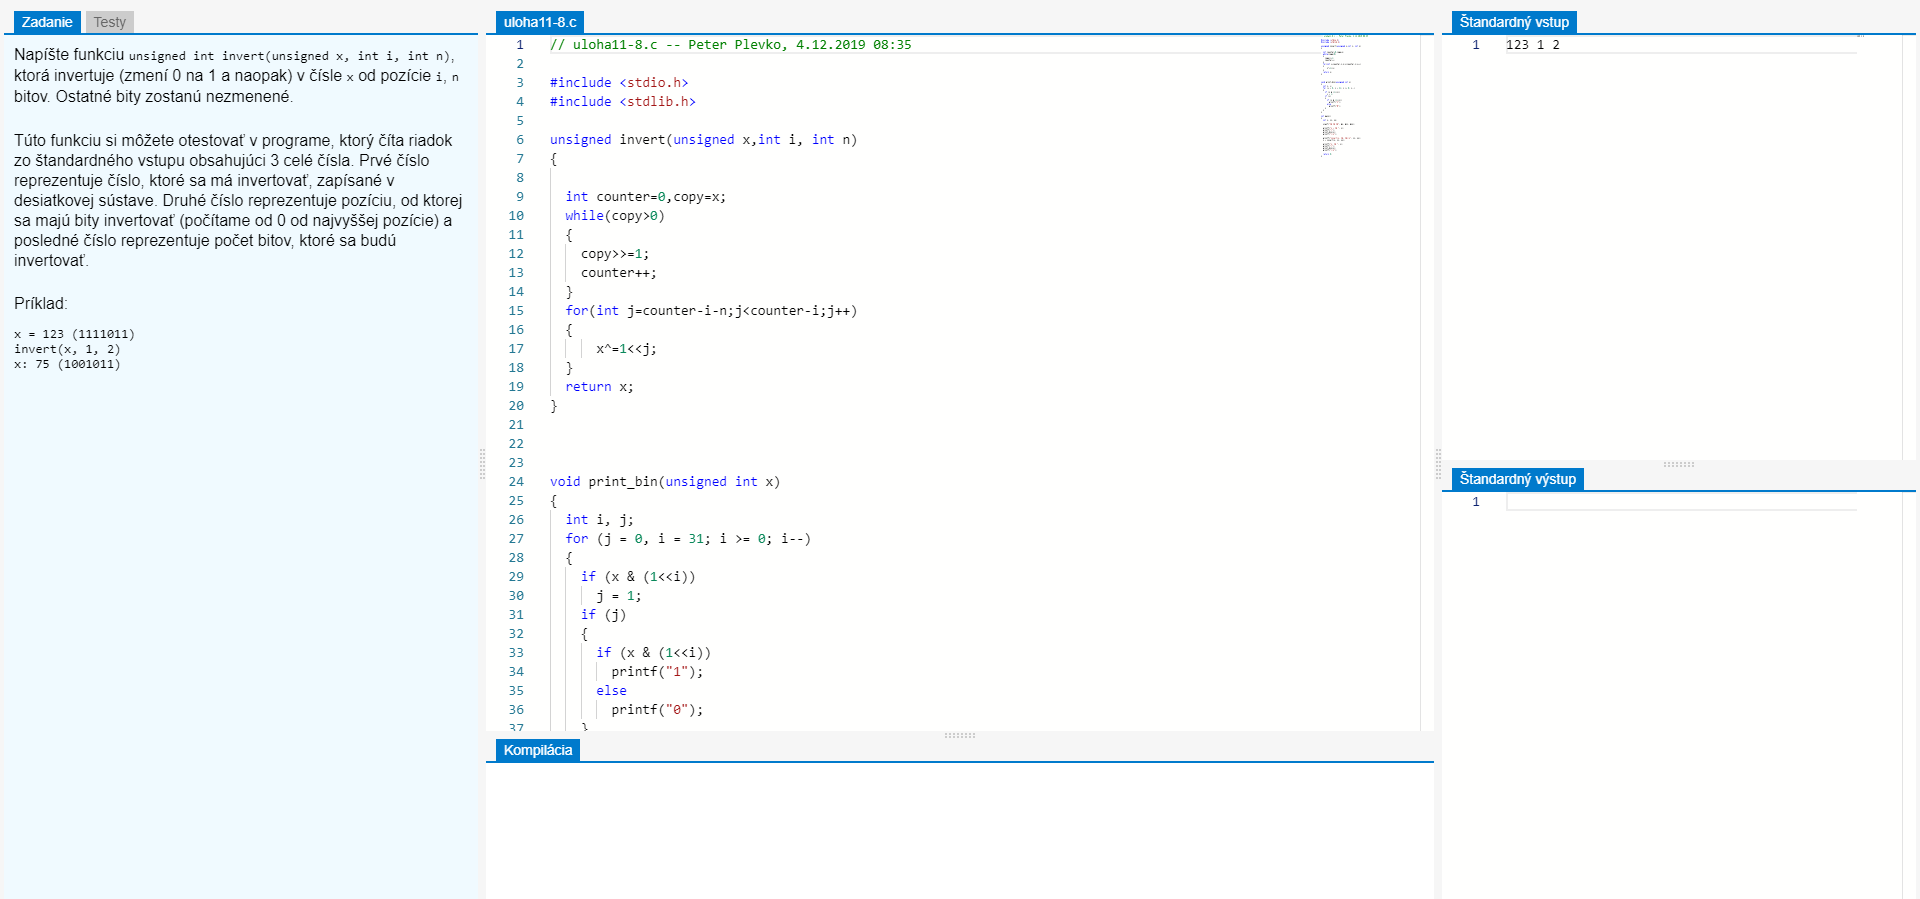 Zadanie Testy
Napíšte funkciu unsigned int invert(unsigned x, int i, int n),
ktorá invertuje (zmení 0 na 1 a naopak) v čísle x od pozície i, n
bitov. Ostatné bity zostanú nezmenené.
Túto funkciu si môžete otestovať v programe, ktorý číta riadok
zo štandardného vstupu obsahujúci 3 celé čísla. Prvé číslo
reprezentuje číslo, ktoré sa má invertovať, zapísané v
desiatkovej sústave. Druhé číslo reprezentuje pozíciu, od ktorej
sa majú bity invertovať (počítame od 0 od najvyššej pozície) a
posledné číslo reprezentuje počet bitov, ktoré sa budú
invertovať.
Príklad:
x = 123 (1111011)
invert(x, 1, 2)
x: 75 (1001011)
uloha11-8.c
1 // uloha11-8.c -- Peter Plevko, 4.12.2019 08:35
2
3 #include <stdio.h>
4 #include <stdlib.h>
5
6 unsigned invert(unsigned x,int i, int n)
7 {
8
9 int counter=0,copy=x;
10 while(copy>0)
11 {
12 copy>>=1;
13 counter++;
14 }
15 for(int j=counter-i-n;j<counter-i;j++)
16 {
17 x^=1<<j;
18 }
19 return x;
20 }
21
22
23
24 void print_bin(unsigned int x)
25 {
26 int i, j;
27 for (j = 0, i = 31; i >= 0; i--)
28 {
29 if (x & (1<<i))
30 j = 1;
31 if (j)
32 {
33 if (x & (1<<i))
34 printf("1");
35 else
36 printf("0");
37 }
Kompilácia
Štandardný vstup
1 123 1 2
Štandardný výstup
1